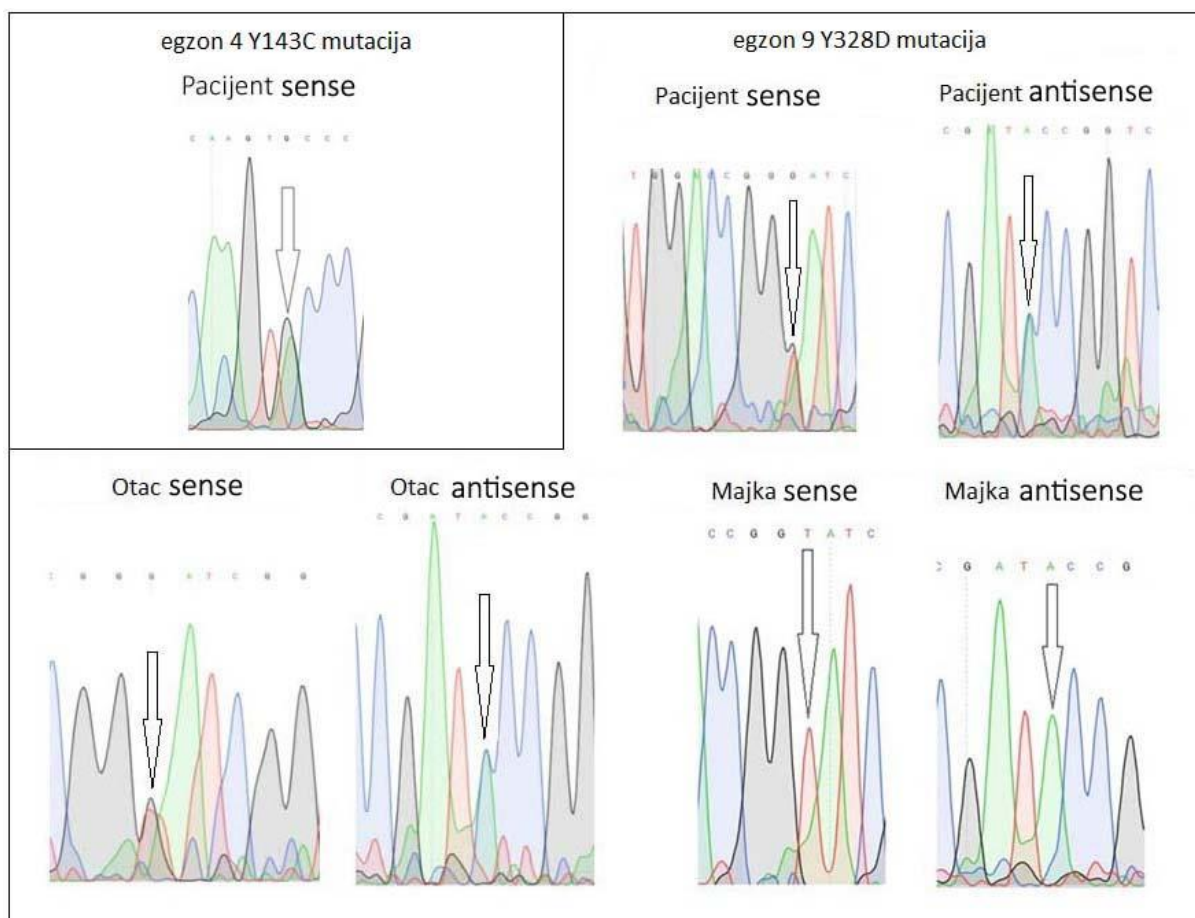 egzon 4 Y143C mutacija
Pacijent sense
C A A G T G C C C
egzon 9 Y328D mutacija
Pacijent sense
Pacijent antisense
T G G A C C G G G A T C
C G A T A C C G G T C
Otac sense
Otac antisense
Majka sense
Majka antisense
C G G G A T C G G
C G A T A C C G G
C C G G T A T C
C G A T A C C G